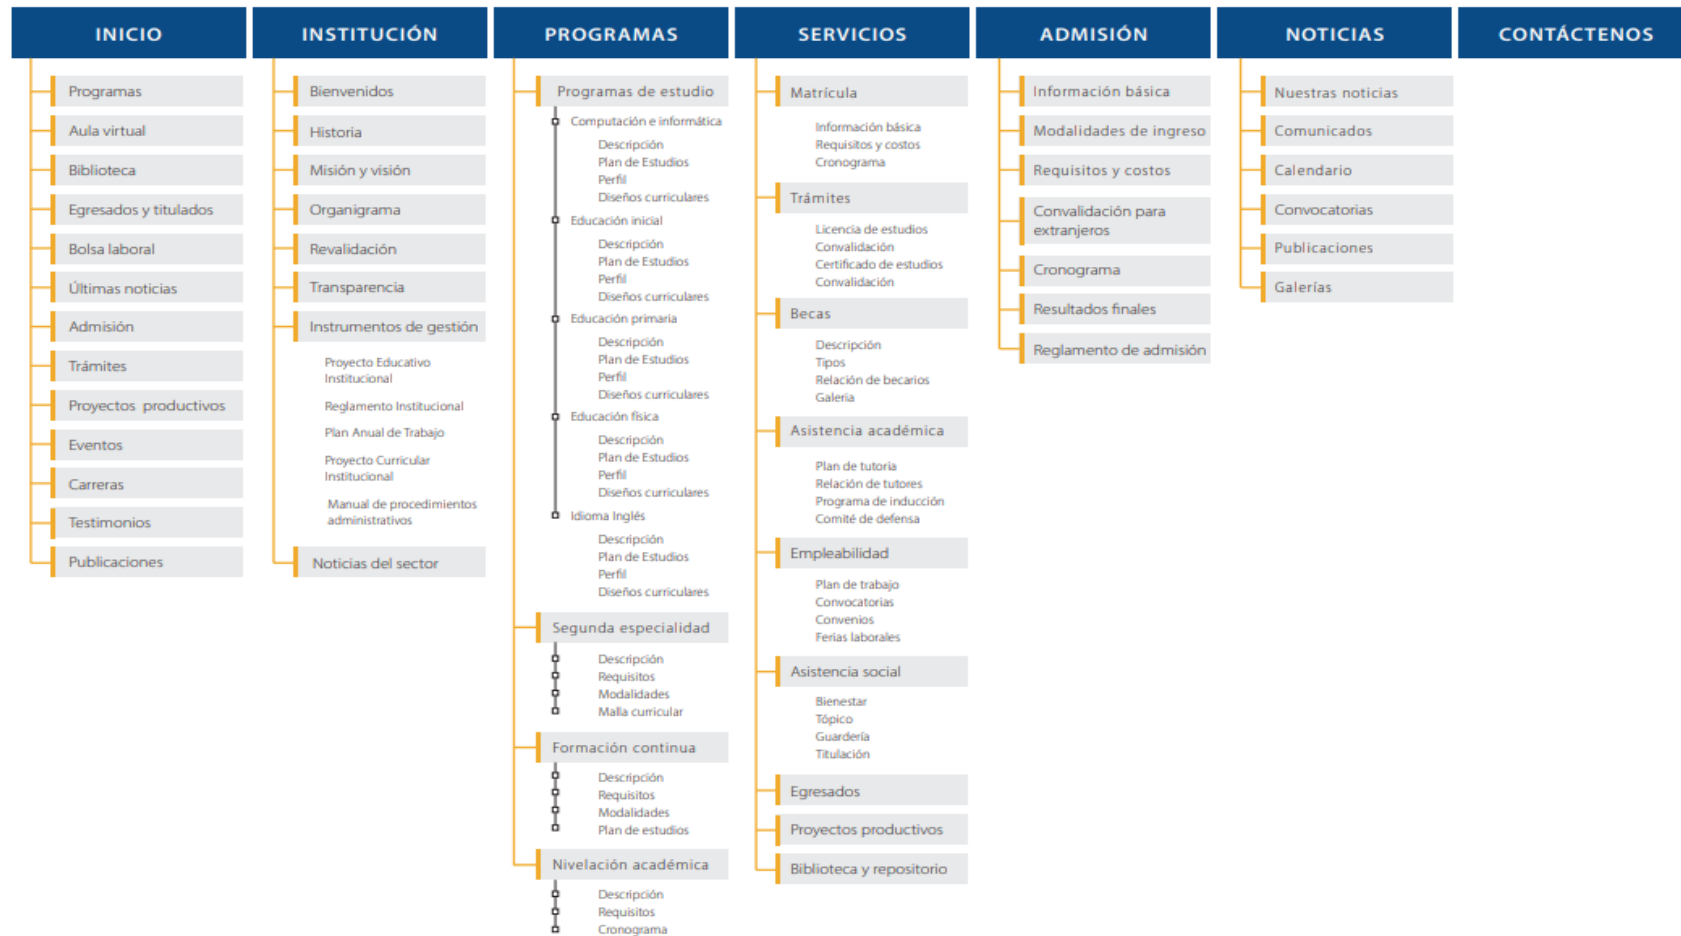 INICIO
Programas
Aula virtual
Biblioteca
Egresados y titulados
Bolsa laboral
Últimas noticias
Admisión
Trámites
Proyectos productivos
Eventos
Carreras
Testimonios
Publicaciones
INSTITUCIÓN
Bienvenidos
Historia
Misión y visión
Organigrama
Revalidación
Transparencia
Instrumentos de gestión
Proyecto Educativo
Institucional
Reglamento Institucional
Plan Anual de Trabajo
Proyecto Curricular
Institucional
Manual de procedimientos
administrativos
Noticias del sector
PROGRAMAS
Programas de estudio
Computación e informática
Descripción
Plan de Estudios
Perfil
Diseños curriculares
Educación inicial
Descripción
Plan de Estudios
Perfil
Diseños curriculares
Educación primaria
Descripción
Plan de Estudios
Perfil
Diseños curriculares
Educación física
Descripción
Plan de Estudios
Perfil
Diseños curriculares
Idioma Inglés
Descripción
Plan de Estudios
Perfil
Diseños curriculares
Segunda especialidad
Descripción
Requisitos
Modalidades
Malla curricular
Formación continua
Descripción
Requisitos
Modalidades
Plan de estudios
Nivelación académica
Descripción
Requisitos
Cronograma
SERVICIOS
Matrícula
Información básica
Requisitos y costos
Cronograma
Trámites
Licencia de estudios
Convalidación
Certificado de estudios
Convalidación
Becas
Descripción
Tipos
Relación de becarios
Galeria
Asistencia académica
Plan de tutoria
Relación de tutores
Programa de inducción
Comité de defensa
Empleabilidad
Plan de trabajo
Convocatorias
Convenios
Ferias laborales
Asistencia social
Bienestar
Tópico
Guardería
Titulación
Egresados
Proyectos productivos
Biblioteca y repositorio
ADMISIÓN
Información básica
Modalidades de ingreso
Requisitos y costos
Convalidación para
extranjeros
Cronograma
Resultados finales
Reglamento de admisión
NOTICIAS
Nuestras noticias
Comunicados
Calendario
Convocatorias
Publicaciones
Galerías
CONTÁCTENOS